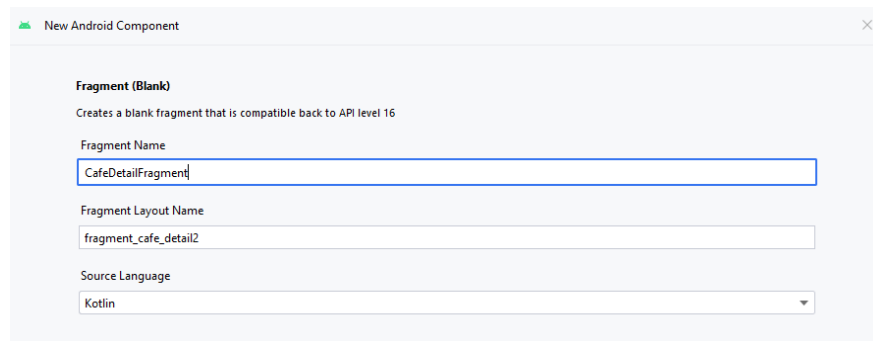 New Android Component
Fragment (Blank)
Creates a blank fragment that is compatible back to API level 16
Fragment Name
CafeDetailFragment
Fragment Layout Name
fragment_cafe_detail2
Source Language
Kotlin